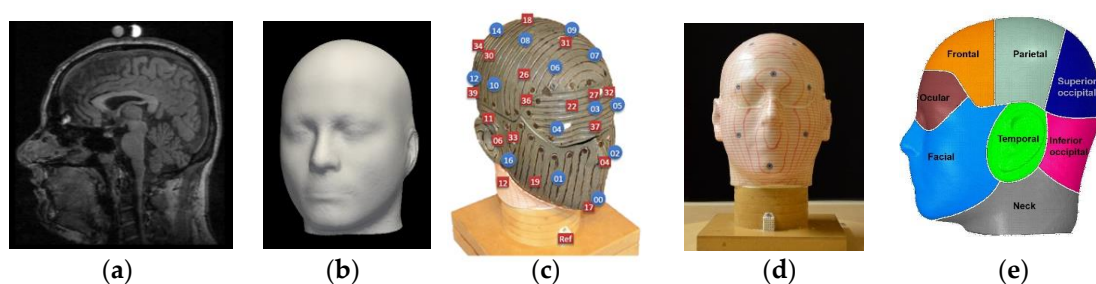 18
14
09
34
08
31
30
07
06
12
26
10
27
32
39
36
22
03
05
11
04
37
06
33
02
16
04
01
12
19
00
17
Ref
Frontal
Parietal
Superior
occipital
Ocular
Temporal
Inferior
occipital
Facial
Neck
(a)
(b)
(c)
(d)
(e)